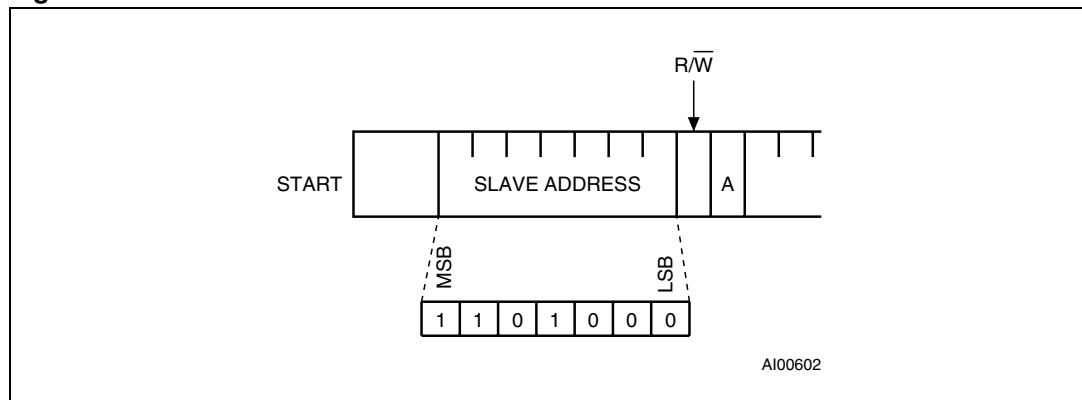 R/W̅
START
SLAVE ADDRESS
A
MSB
LSB
1 1 0 1 0 0 0
AI00602